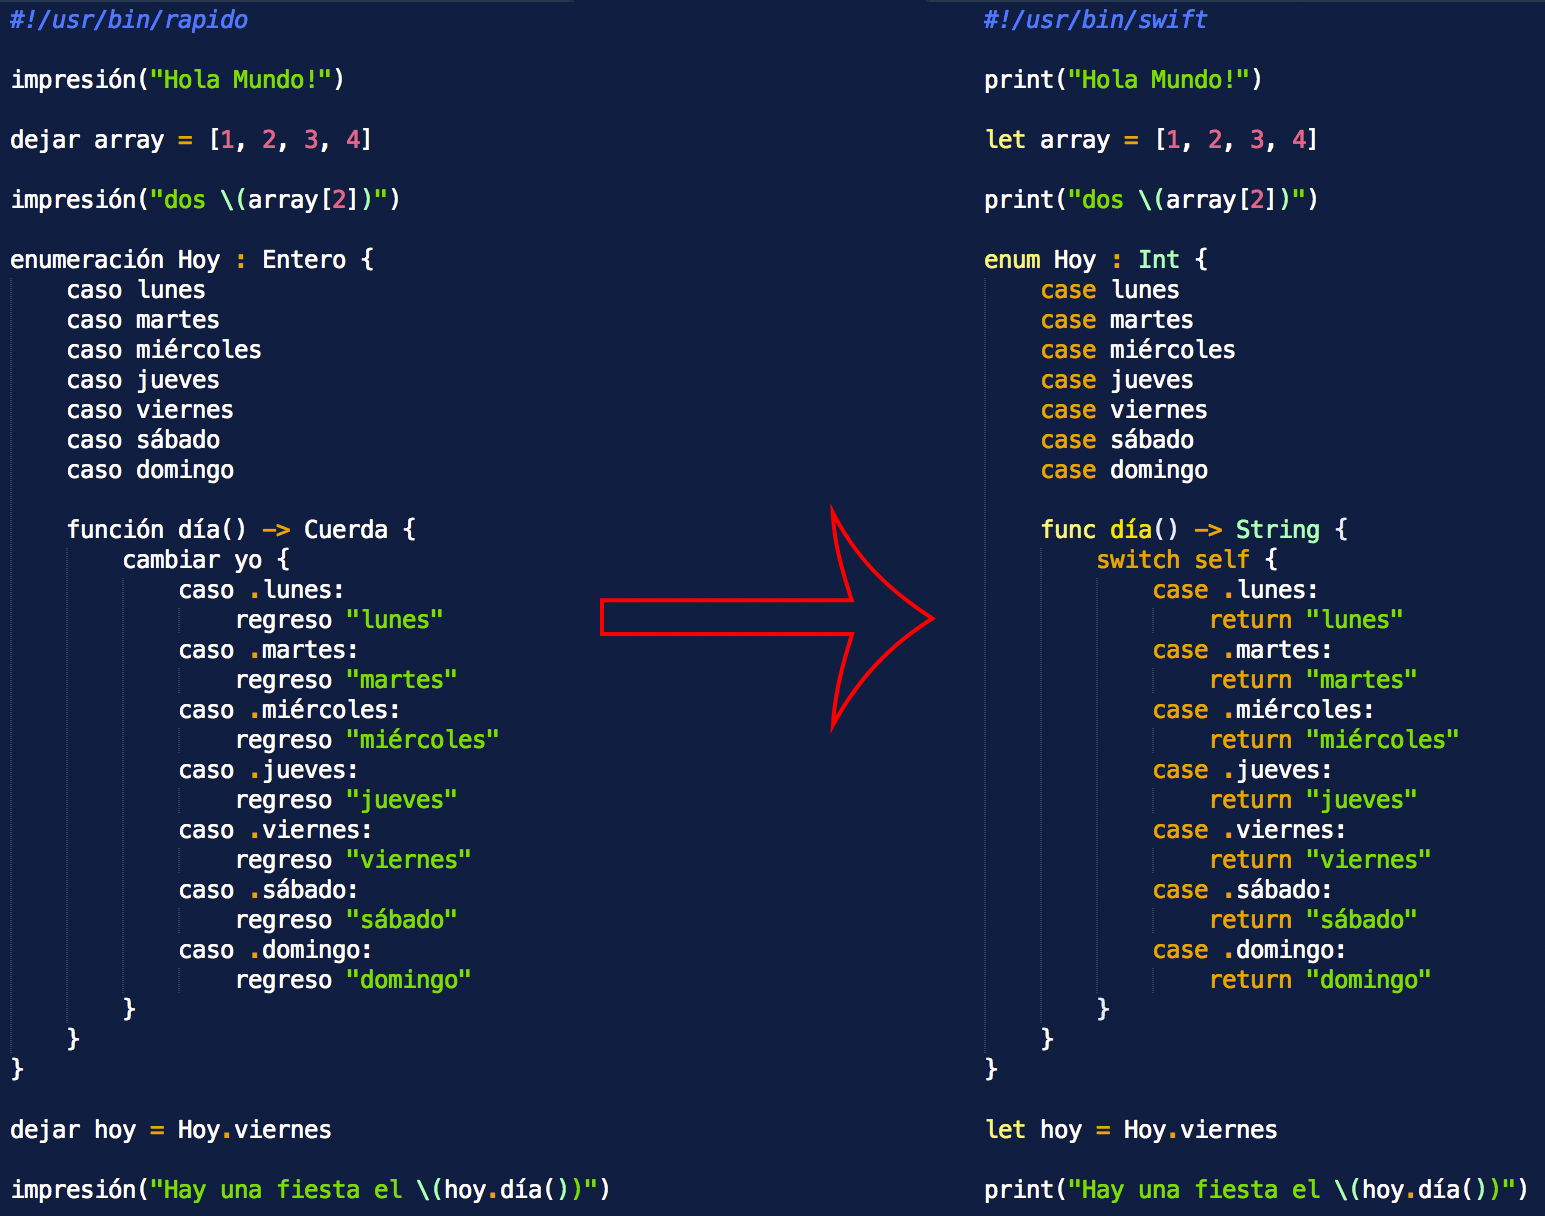 #!/usr/bin/rapido
impresión("Hola Mundo!")
dejar array = [1, 2, 3, 4]
impresión("dos \(array[2])")
enumeración Hoy : Entero {
caso lunes
caso martes
caso miércoles
caso jueves
caso viernes
caso sábado
caso domingo
función día() -> Cuerda {
cambiar yo {
caso .lunes:
regreso "lunes"
caso .martes:
regreso "martes"
caso .miércoles:
regreso "miércoles"
caso .jueves:
regreso "jueves"
caso .viernes:
regreso "viernes"
caso .sábado:
regreso "sábado"
caso .domingo:
regreso "domingo"
}
}
}
dejar hoy = Hoy.viernes
impresión("Hay una fiesta el \(hoy.día())")
#!/usr/bin/swift
print("Hola Mundo!")
let array = [1, 2, 3, 4]
print("dos \(array[2])")
enum Hoy : Int {
case lunes
case martes
case miércoles
case jueves
case viernes
case sábado
case domingo
func día() -> String {
switch self {
case .lunes:
return "lunes"
case .martes:
return "martes"
case .miércoles:
return "miércoles"
case .jueves:
return "jueves"
case .viernes:
return "viernes"
case .sábado:
return "sábado"
case .domingo:
return "domingo"
}
}
}
let hoy = Hoy.viernes
print("Hay una fiesta el \(hoy.día())")